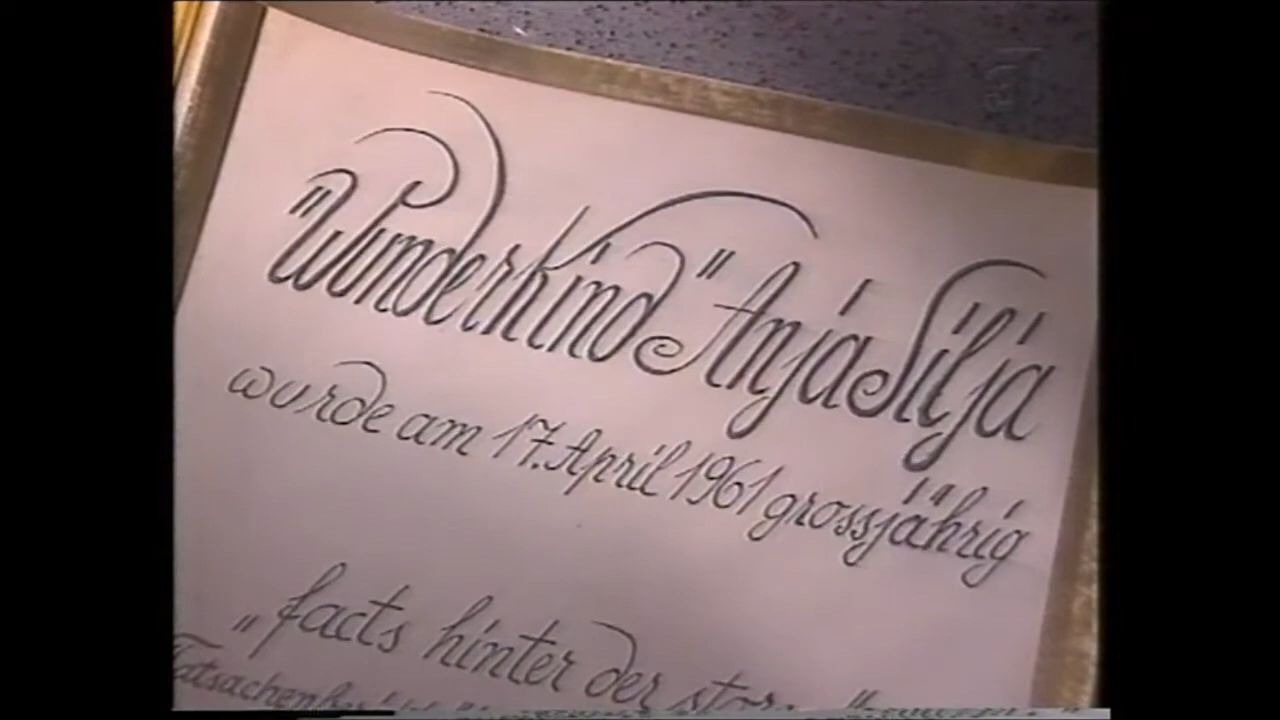 "Wunderkind" Anja Silja
wurde am 17. April 1961 grossjährig
„facts hinter der